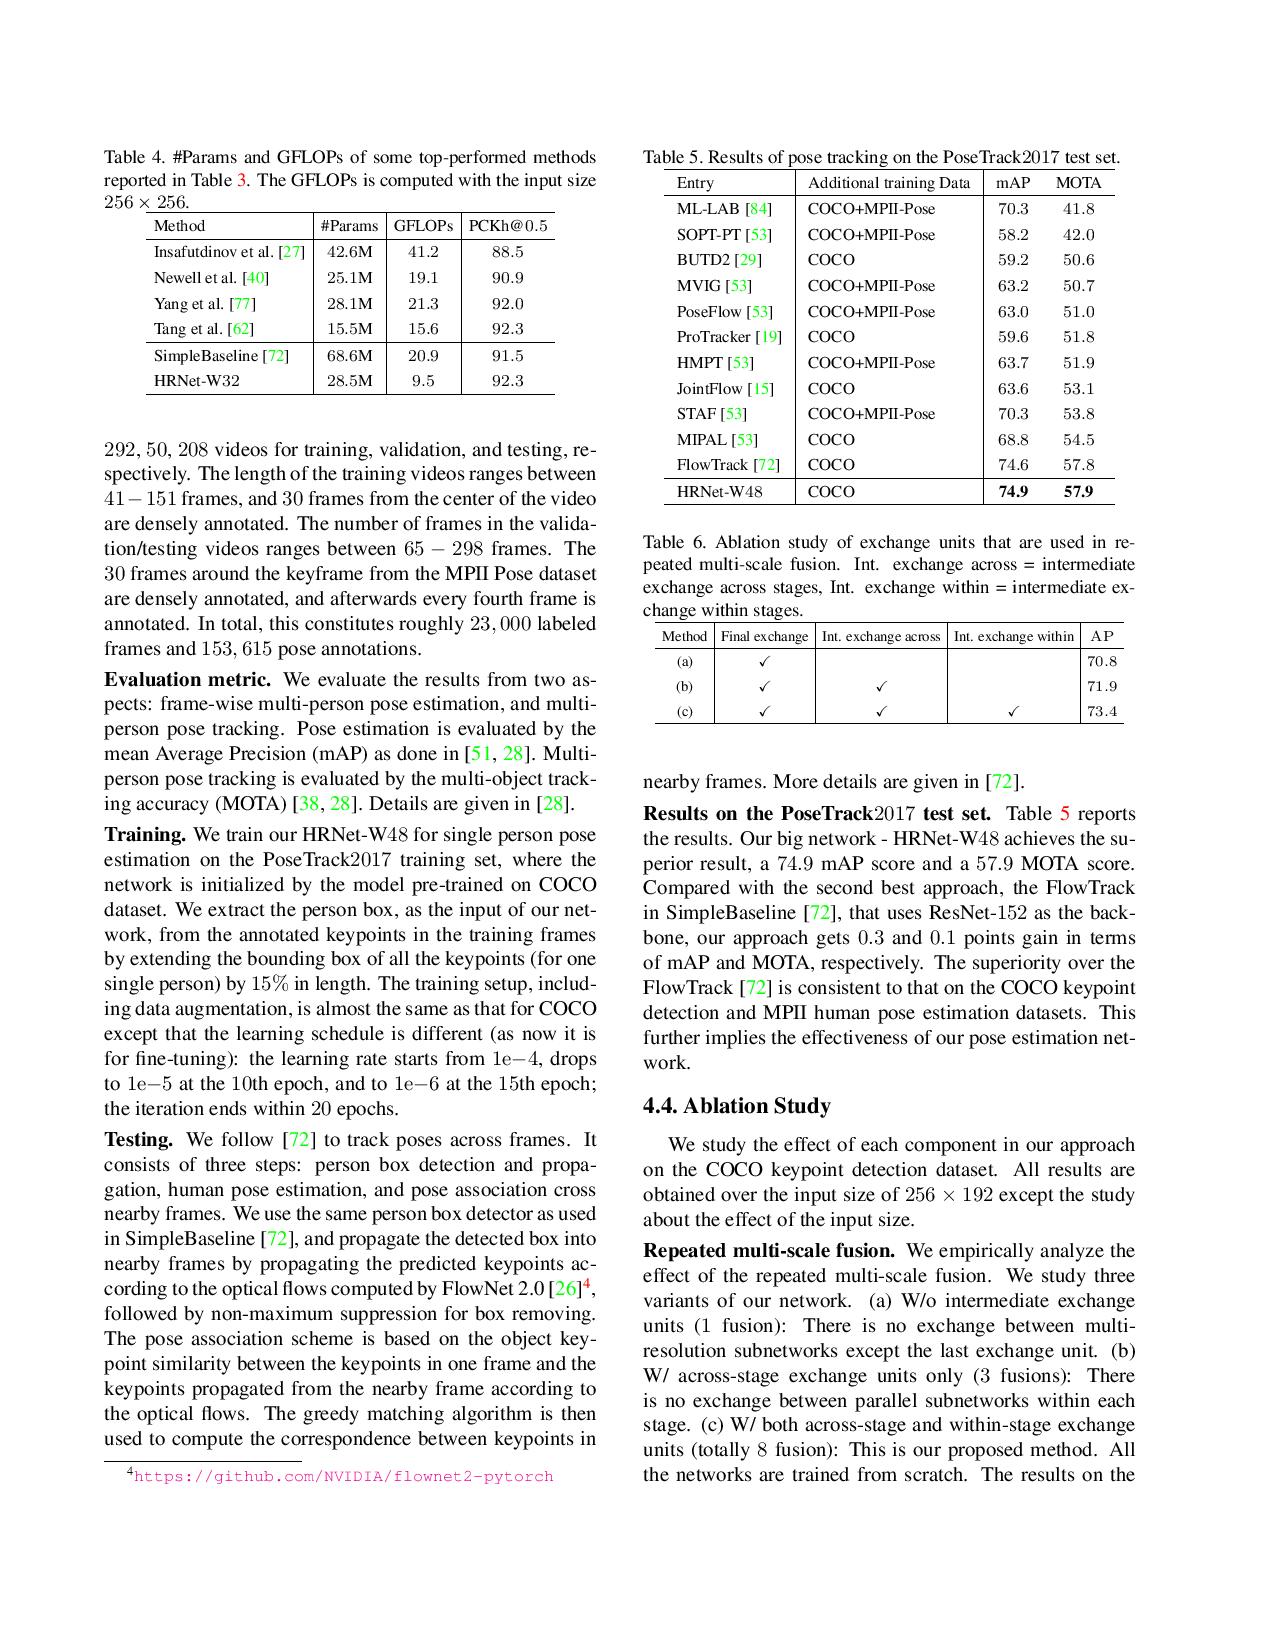 Table 4. #Params and GFLOPs of some top-performed methods
reported in Table 3. The GFLOPs is computed with the input size
256 × 256.
Method #Params GFLOPs PCKh@0.5
Insafutdinov et al. [27] 42.6M 41.2 88.5
Newell et al. [40] 25.1M 19.1 90.9
Yang et al. [77] 28.1M 21.3 92.0
Tang et al. [62] 15.5M 15.6 92.3
SimpleBaseline [72] 68.6M 20.9 91.5
HRNet-W32 28.5M 9.5 92.3
292, 50, 208 videos for training, validation, and testing, re-
spectively. The length of the training videos ranges between
41−151 frames, and 30 frames from the center of the video
are densely annotated. The number of frames in the valida-
tion/testing videos ranges between 65 − 298 frames. The
30 frames around the keyframe from the MPII Pose dataset
are densely annotated, and afterwards every fourth frame is
annotated. In total, this constitutes roughly 23, 000 labeled
frames and 153, 615 pose annotations.
Evaluation metric. We evaluate the results from two as-
pects: frame-wise multi-person pose estimation, and multi-
person pose tracking. Pose estimation is evaluated by the
mean Average Precision (mAP) as done in [51, 28]. Multi-
person pose tracking is evaluated by the multi-object track-
ing accuracy (MOTA) [38, 28]. Details are given in [28].
Training. We train our HRNet-W48 for single person pose
estimation on the PoseTrack2017 training set, where the
network is initialized by the model pre-trained on COCO
dataset. We extract the person box, as the input of our net-
work, from the annotated keypoints in the training frames
by extending the bounding box of all the keypoints (for one
single person) by 15% in length. The training setup, includ-
ing data augmentation, is almost the same as that for COCO
except that the learning schedule is different (as now it is
for fine-tuning): the learning rate starts from 1e−4, drops
to 1e−5 at the 10th epoch, and to 1e−6 at the 15th epoch;
the iteration ends within 20 epochs.
Testing. We follow [72] to track poses across frames. It
consists of three steps: person box detection and propa-
gation, human pose estimation, and pose association cross
nearby frames. We use the same person box detector as used
in SimpleBaseline [72], and propagate the detected box into
nearby frames by propagating the predicted keypoints ac-
cording to the optical flows computed by FlowNet 2.0 [26]4,
followed by non-maximum suppression for box removing.
The pose association scheme is based on the object key-
point similarity between the keypoints in one frame and the
keypoints propagated from the nearby frame according to
the optical flows. The greedy matching algorithm is then
used to compute the correspondence between keypoints in
4https://github.com/NVIDIA/flownet2-pytorch
Table 5. Results of pose tracking on the PoseTrack2017 test set.
Entry Additional training Data mAP MOTA
ML-LAB [84] COCO+MPII-Pose 70.3 41.8
SOPT-PT [53] COCO+MPII-Pose 58.2 42.0
BUTD2 [29] COCO 59.2 50.6
MVIG [53] COCO+MPII-Pose 63.2 50.7
PoseFlow [53] COCO+MPII-Pose 63.0 51.0
ProTracker [19] COCO 59.6 51.8
HMPT [53] COCO+MPII-Pose 63.7 51.9
JointFlow [15] COCO 63.6 53.1
STAF [53] COCO+MPII-Pose 70.3 53.8
MIPAL [53] COCO 68.8 54.5
FlowTrack [72] COCO 74.6 57.8
HRNet-W48 COCO 74.9 57.9
Table 6. Ablation study of exchange units that are used in re-
peated multi-scale fusion. Int. exchange across = intermediate
exchange across stages, Int. exchange within = intermediate ex-
change within stages.
Method Final exchange Int. exchange across Int. exchange within AP
(a) ✓ 70.8
(b) ✓ ✓ 71.9
(c) ✓ ✓ ✓ 73.4
nearby frames. More details are given in [72].
Results on the PoseTrack2017 test set. Table 5 reports
the results. Our big network - HRNet-W48 achieves the su-
perior result, a 74.9 mAP score and a 57.9 MOTA score.
Compared with the second best approach, the FlowTrack
in SimpleBaseline [72], that uses ResNet-152 as the back-
bone, our approach gets 0.3 and 0.1 points gain in terms
of mAP and MOTA, respectively. The superiority over the
FlowTrack [72] is consistent to that on the COCO keypoint
detection and MPII human pose estimation datasets. This
further implies the effectiveness of our pose estimation net-
work.
4.4. Ablation Study
We study the effect of each component in our approach
on the COCO keypoint detection dataset. All results are
obtained over the input size of 256 × 192 except the study
about the effect of the input size.
Repeated multi-scale fusion. We empirically analyze the
effect of the repeated multi-scale fusion. We study three
variants of our network. (a) W/o intermediate exchange
units (1 fusion): There is no exchange between multi-
resolution subnetworks except the last exchange unit. (b)
W/ across-stage exchange units only (3 fusions): There
is no exchange between parallel subnetworks within each
stage. (c) W/ both across-stage and within-stage exchange
units (totally 8 fusion): This is our proposed method. All
the networks are trained from scratch. The results on the